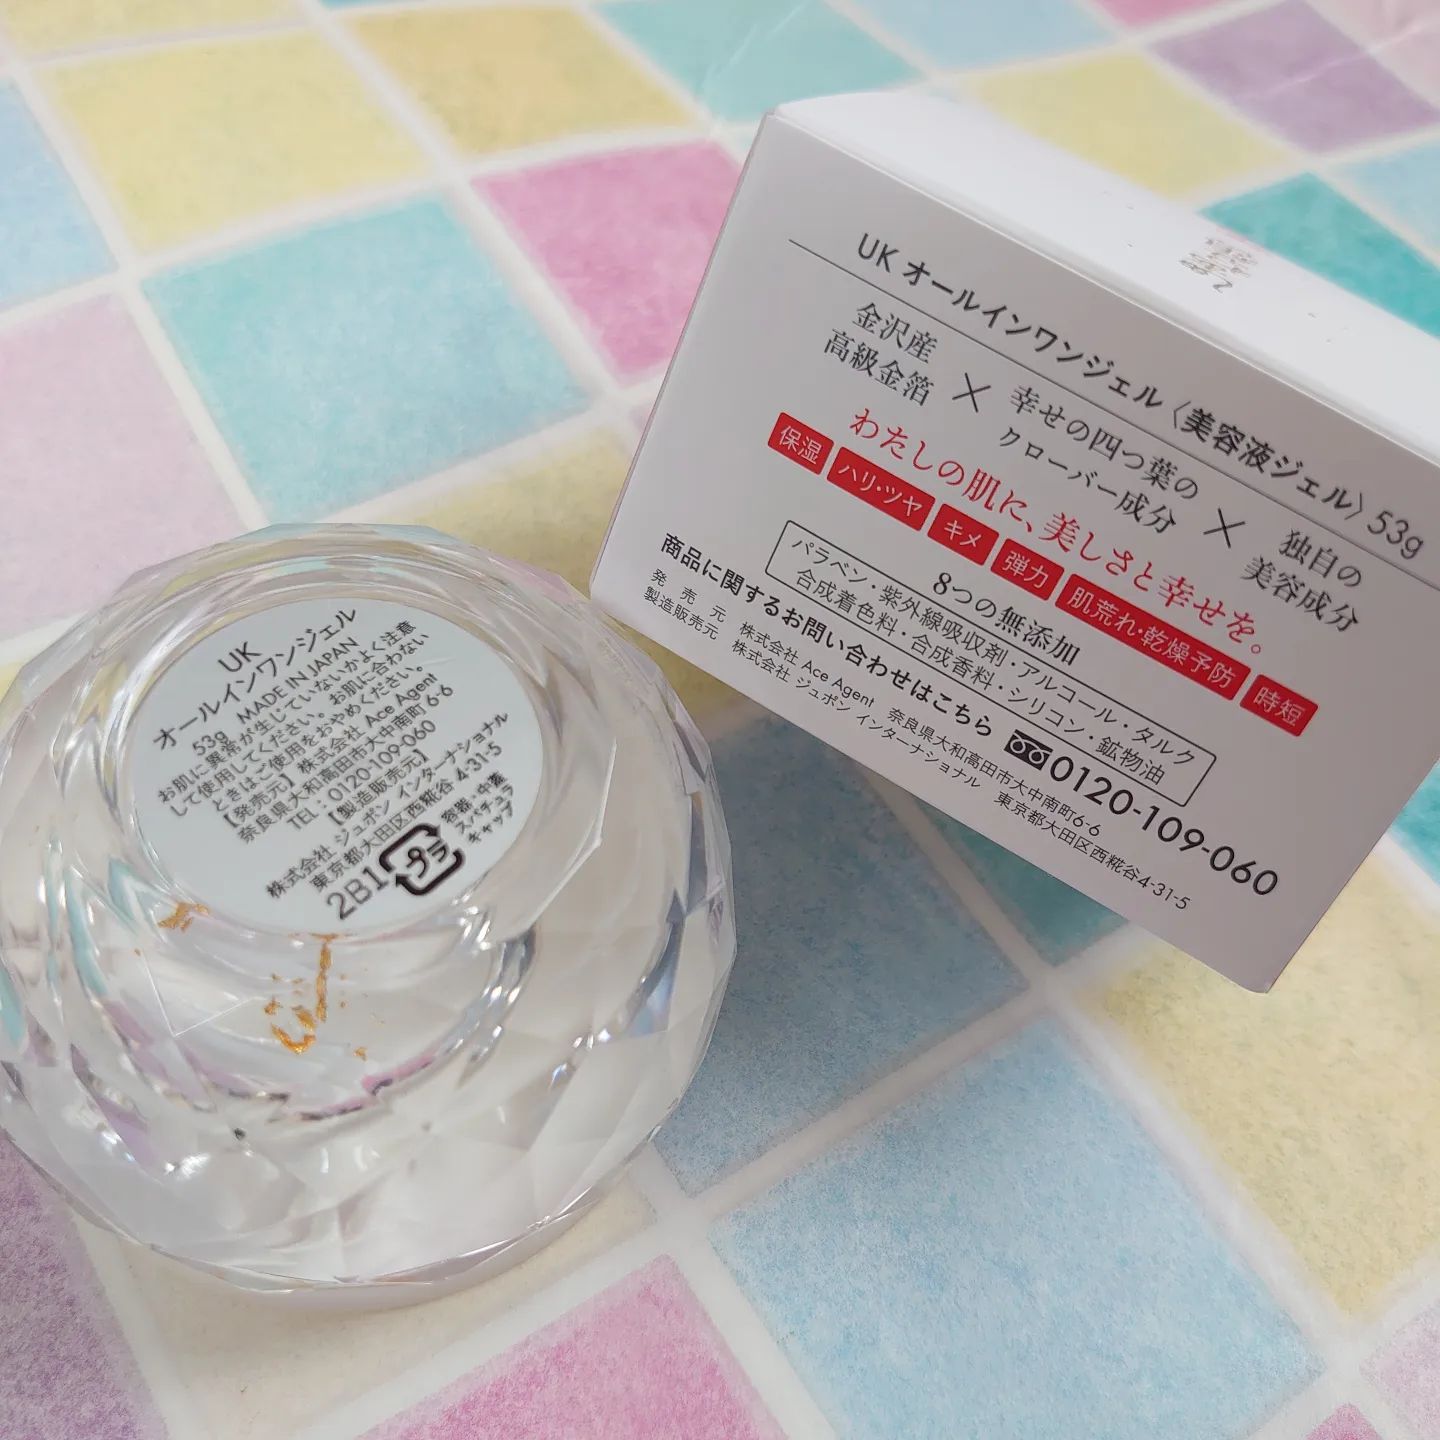 UK オールインワンジェル〈美容液ジェル〉53g
金沢産
高級金箔
×
幸せの四つ葉の
クローバー成分
×
独自の
美容成分
わたしの肌に、美しさと幸せを。
保湿 ハリ・ツヤ キメ 弾力 肌荒れ・乾燥予防 時短
8つの無添加
パラベン・紫外線吸収剤・アルコール・タルク
合成着色料・合成香料・シリコン・鉱物油
商品に関するお問い合わせはこちら 0120-109-060
発売元 株式会社 Ace Agent 奈良県大和高田市大中南町6-6
製造販売元 株式会社 ジュポン インターナショナル 東京都大田区西糀谷4-31-5
UK
オールインワンジェル
53g MADE IN JAPAN
お肌に異常が生じていないかよく注意
して使用してください。お肌に合わない
ときはご使用をおやめください。
【発売元】株式会社 Ace Agent
奈良県大和高田市大中南町 6-6
TEL：0120-109-060
【製造販売元】
株式会社 ジュポン インターナショナル
東京都大田区西糀谷 4-31-5
2B1
プラ
容器・中蓋
スパチュラ
キャップ